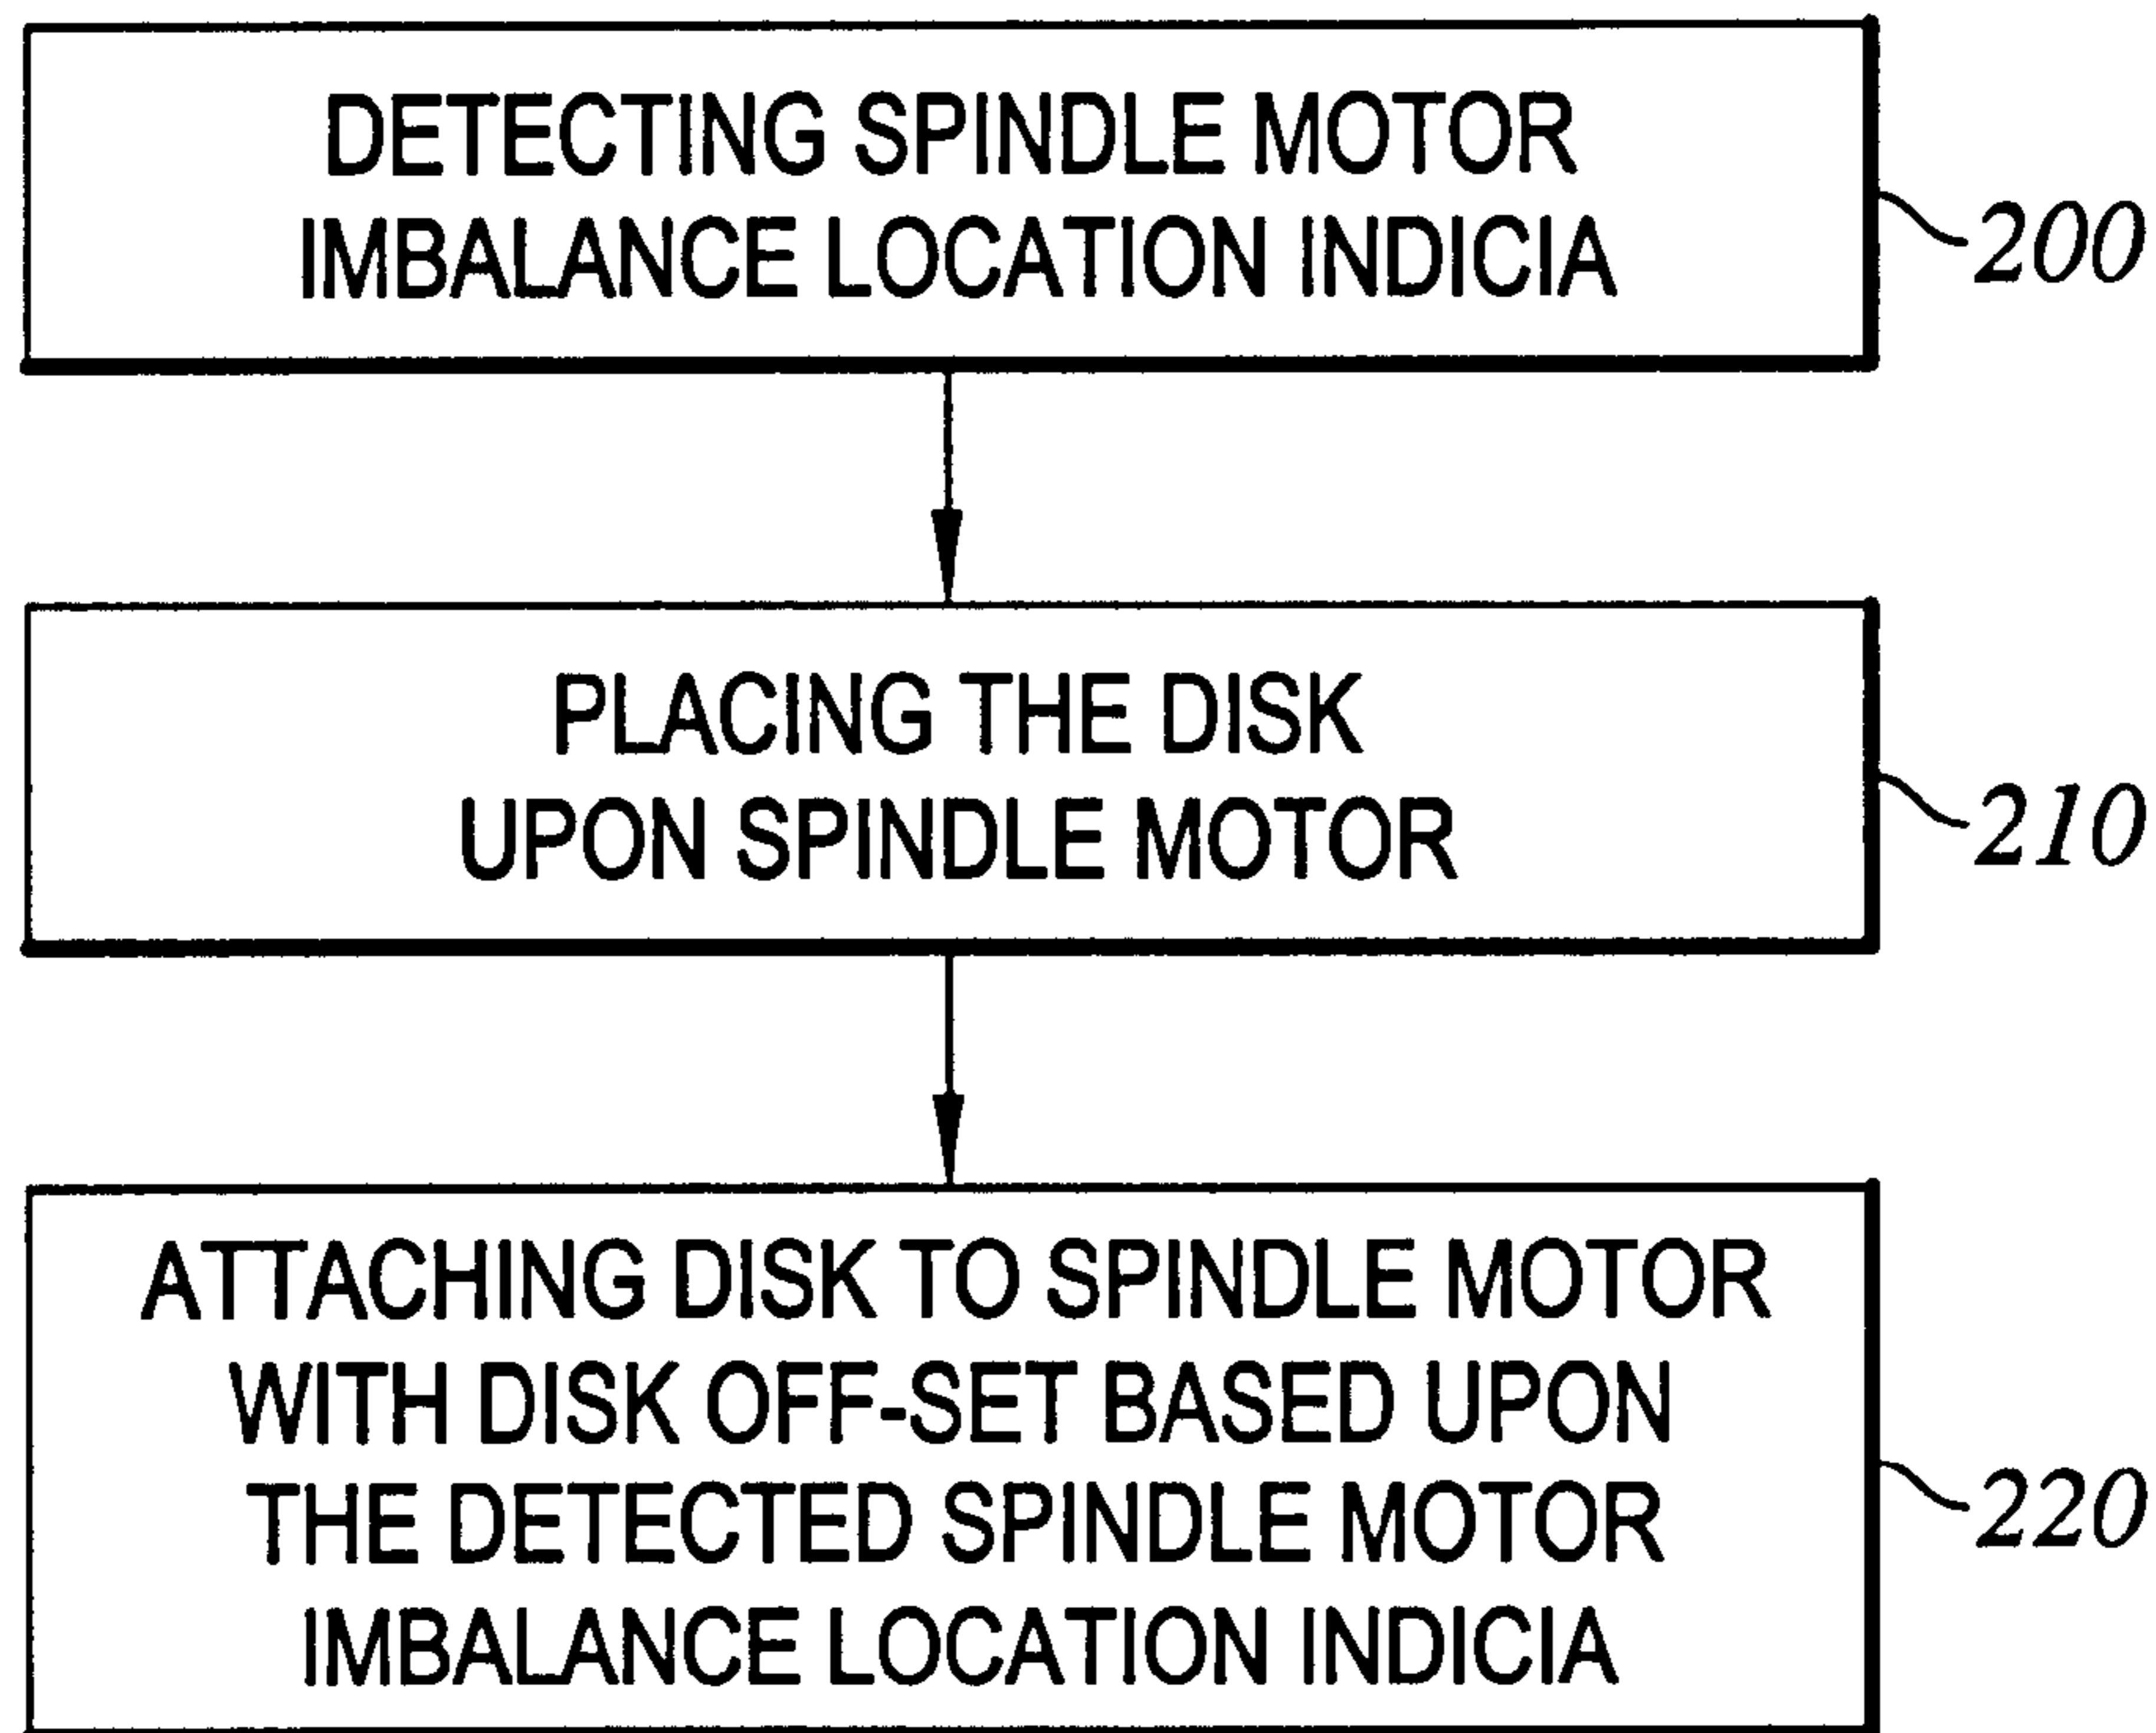 DETECTING SPINDLE MOTOR
IMBALANCE LOCATION INDICIA
200
PLACING THE DISK
UPON SPINDLE MOTOR
210
ATTACHING DISK TO SPINDLE MOTOR
WITH DISK OFF-SET BASED UPON
THE DETECTED SPINDLE MOTOR
IMBALANCE LOCATION INDICIA
220